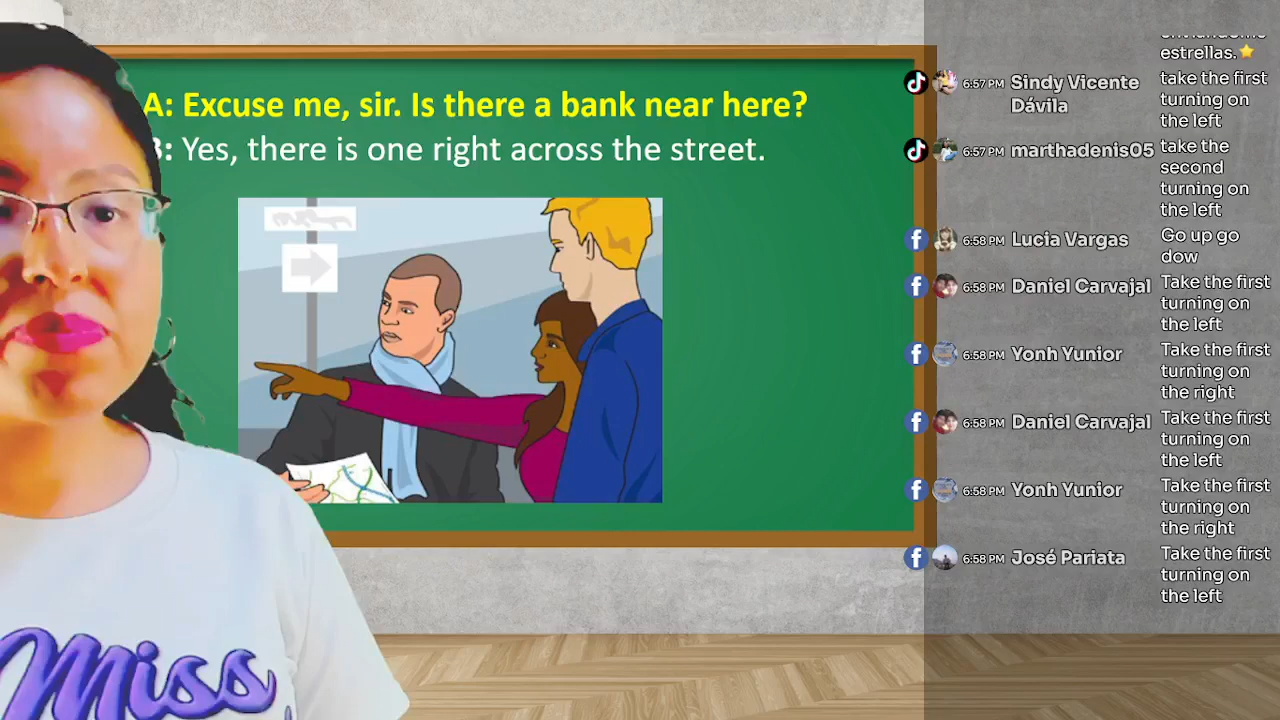 A: Excuse me, sir. Is there a bank near here?
B: Yes, there is one right across the street.
Miss
estrellas.⭐
6:57 PM Sindy Vicente
Dávila
take the first
turning on
the left
6:57 PM marthadenis05
take the
second
turning on
the left
6:58 PM Lucia Vargas
Go up go
dow
6:58 PM Daniel Carvajal
Take the first
turning on
the left
6:58 PM Yonh Yunior
Take the first
turning on
the right
6:58 PM Daniel Carvajal
Take the first
turning on
the left
6:58 PM Yonh Yunior
Take the first
turning on
the right
6:58 PM José Pariata
Take the first
turning on
the left